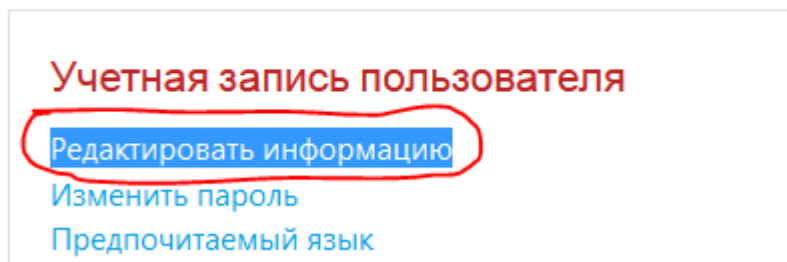 Учетная запись пользователя
Редактировать информацию
Изменить пароль
Предпочитаемый язык